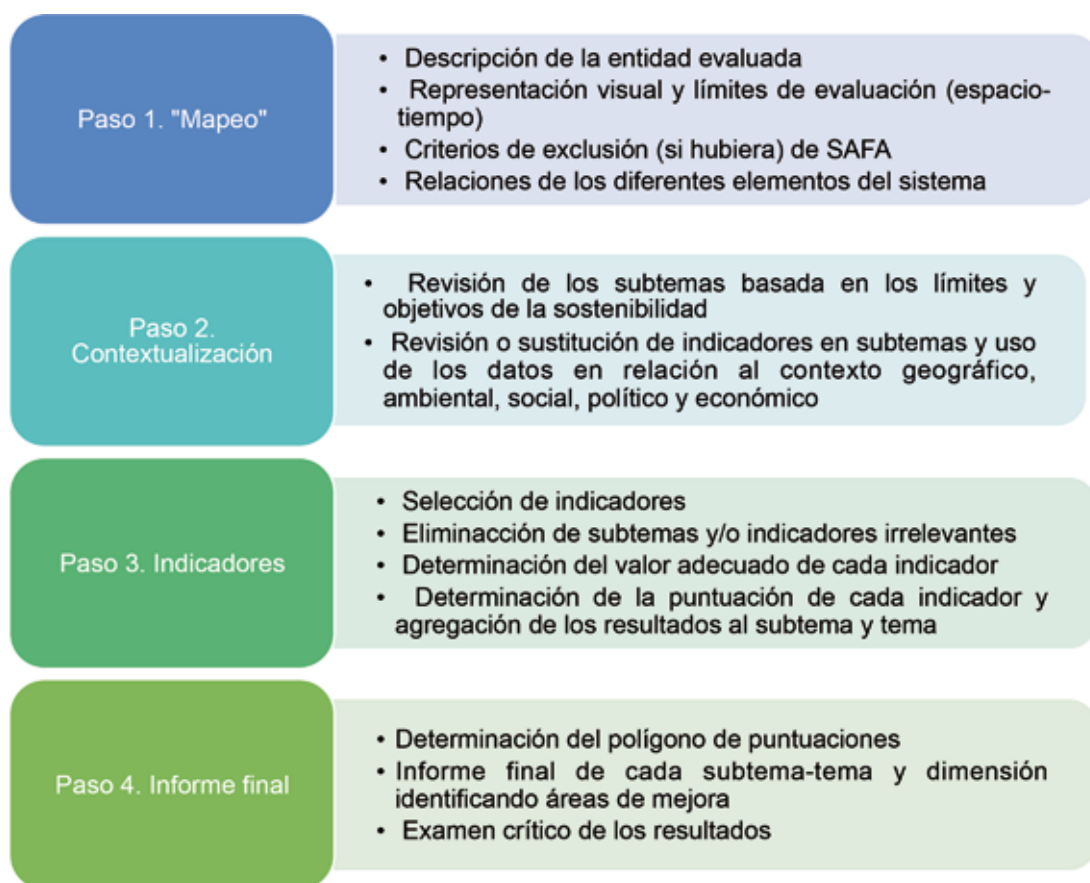 Paso 1. "Mapeo"
• Descripción de la entidad evaluada
• Representación visual y límites de evaluación (espacio-
tiempo)
• Criterios de exclusión (si hubiera) de SAFA
• Relaciones de los diferentes elementos del sistema
Paso 2.
Contextualización
• Revisión de los subtemas basada en los límites y
objetivos de la sostenibilidad
• Revisión o sustitución de indicadores en subtemas y uso
de los datos en relación al contexto geográfico,
ambiental, social, político y económico
Paso 3. Indicadores
• Selección de indicadores
• Eliminacción de subtemas y/o indicadores irrelevantes
• Determinación del valor adecuado de cada indicador
• Determinación de la puntuación de cada indicador y
agregación de los resultados al subtema y tema
Paso 4. Informe final
• Determinación del polígono de puntuaciones
• Informe final de cada subtema-tema y dimensión
identificando áreas de mejora
• Examen crítico de los resultados